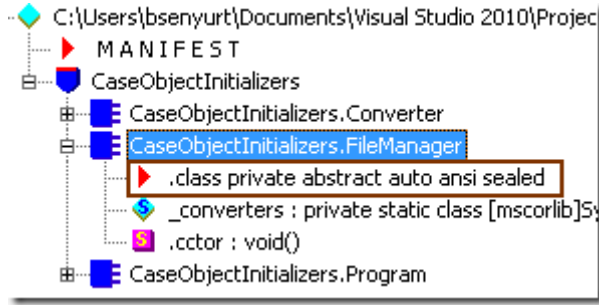 C:\Users\bsenyurt\Documents\Visual Studio 2010\Projec
M A N I F E S T
CaseObjectInitializers
CaseObjectInitializers.Converter
CaseObjectInitializers.FileManager
.class private abstract auto ansi sealed
_converters : private static class [mscorlib]Sy
.cctor : void()
CaseObjectInitializers.Program